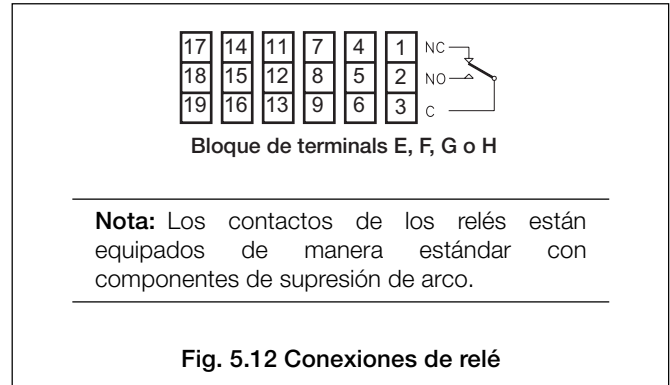 17 14 11 7 4 1 NC
18 15 12 8 5 2 NO
19 16 13 9 6 3 C
Bloque de terminals E, F, G o H
Nota: Los contactos de los relés están
equipados de manera estándar con
componentes de supresión de arco.
Fig. 5.12 Conexiones de relé